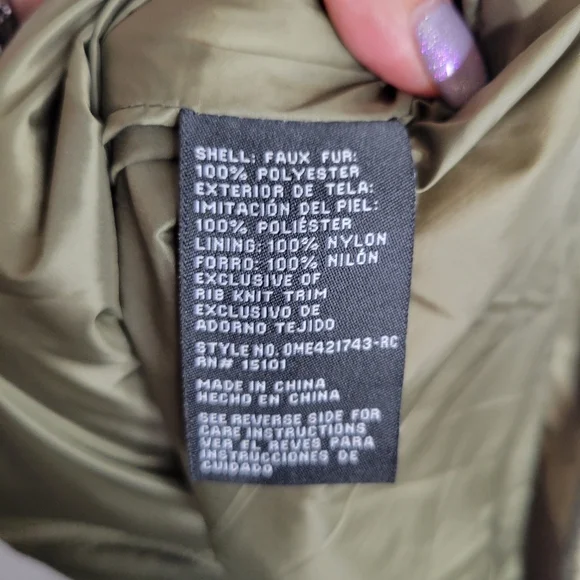 SHELL: FAUX FUR:
100% POLYESTER
EXTERIOR DE TELA:
IMITACIÓN DEL PIEL:
100% POLIÉSTER
LINING: 100% NYLON
FORRO: 100% NILÓN
EXCLUSIVE OF
RIB KNIT TRIM
EXCLUSIVO DE
ADORNO TEJIDO
STYLE NO. OME421743-RC
RN# 15101
MADE IN CHINA
HECHO EN CHINA
SEE REVERSE SIDE FOR
CARE INSTRUCTIONS
VER EL REVES PARA
INSTRUCCIONES DE
CUIDADO